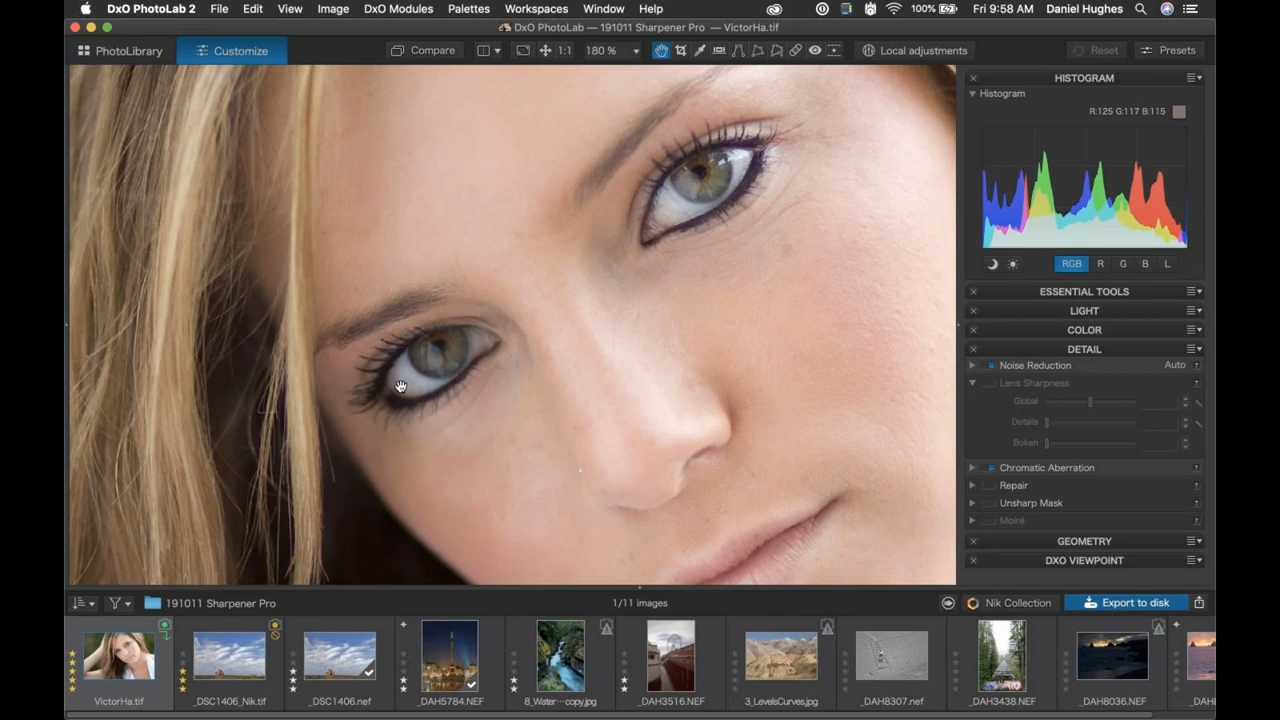 DxO PhotoLab 2 File Edit View Image DxO Modules Palettes Workspaces Window Help 100% Fri 9:58 AM Daniel Hughes
DxO PhotoLab — 191011 Sharpener Pro — VictorHa.tif
PhotoLibrary Customize Compare 1:1 180 % Local adjustments Reset Presets
HISTOGRAM
Histogram
R:125 G:117 B:115
RGB R G B L
ESSENTIAL TOOLS
LIGHT
COLOR
DETAIL
Noise Reduction Auto ?
Lens Sharpness ?
Global
Details
Bokeh
Chromatic Aberration ?
Repair ?
Unsharp Mask ?
Moiré ?
GEOMETRY
DXO VIEWPOINT
191011 Sharpener Pro 1/11 images Nik Collection Export to disk
VictorHa.tif _DSC1406_Nik.tif _DSC1406.nef _DAH5784.NEF 8_Water···copy.jpg _DAH3516.NEF 3_LevelsCurves.jpg _DAH8307.nef _DAH3438.NEF _DAH8036.NEF _DAH8